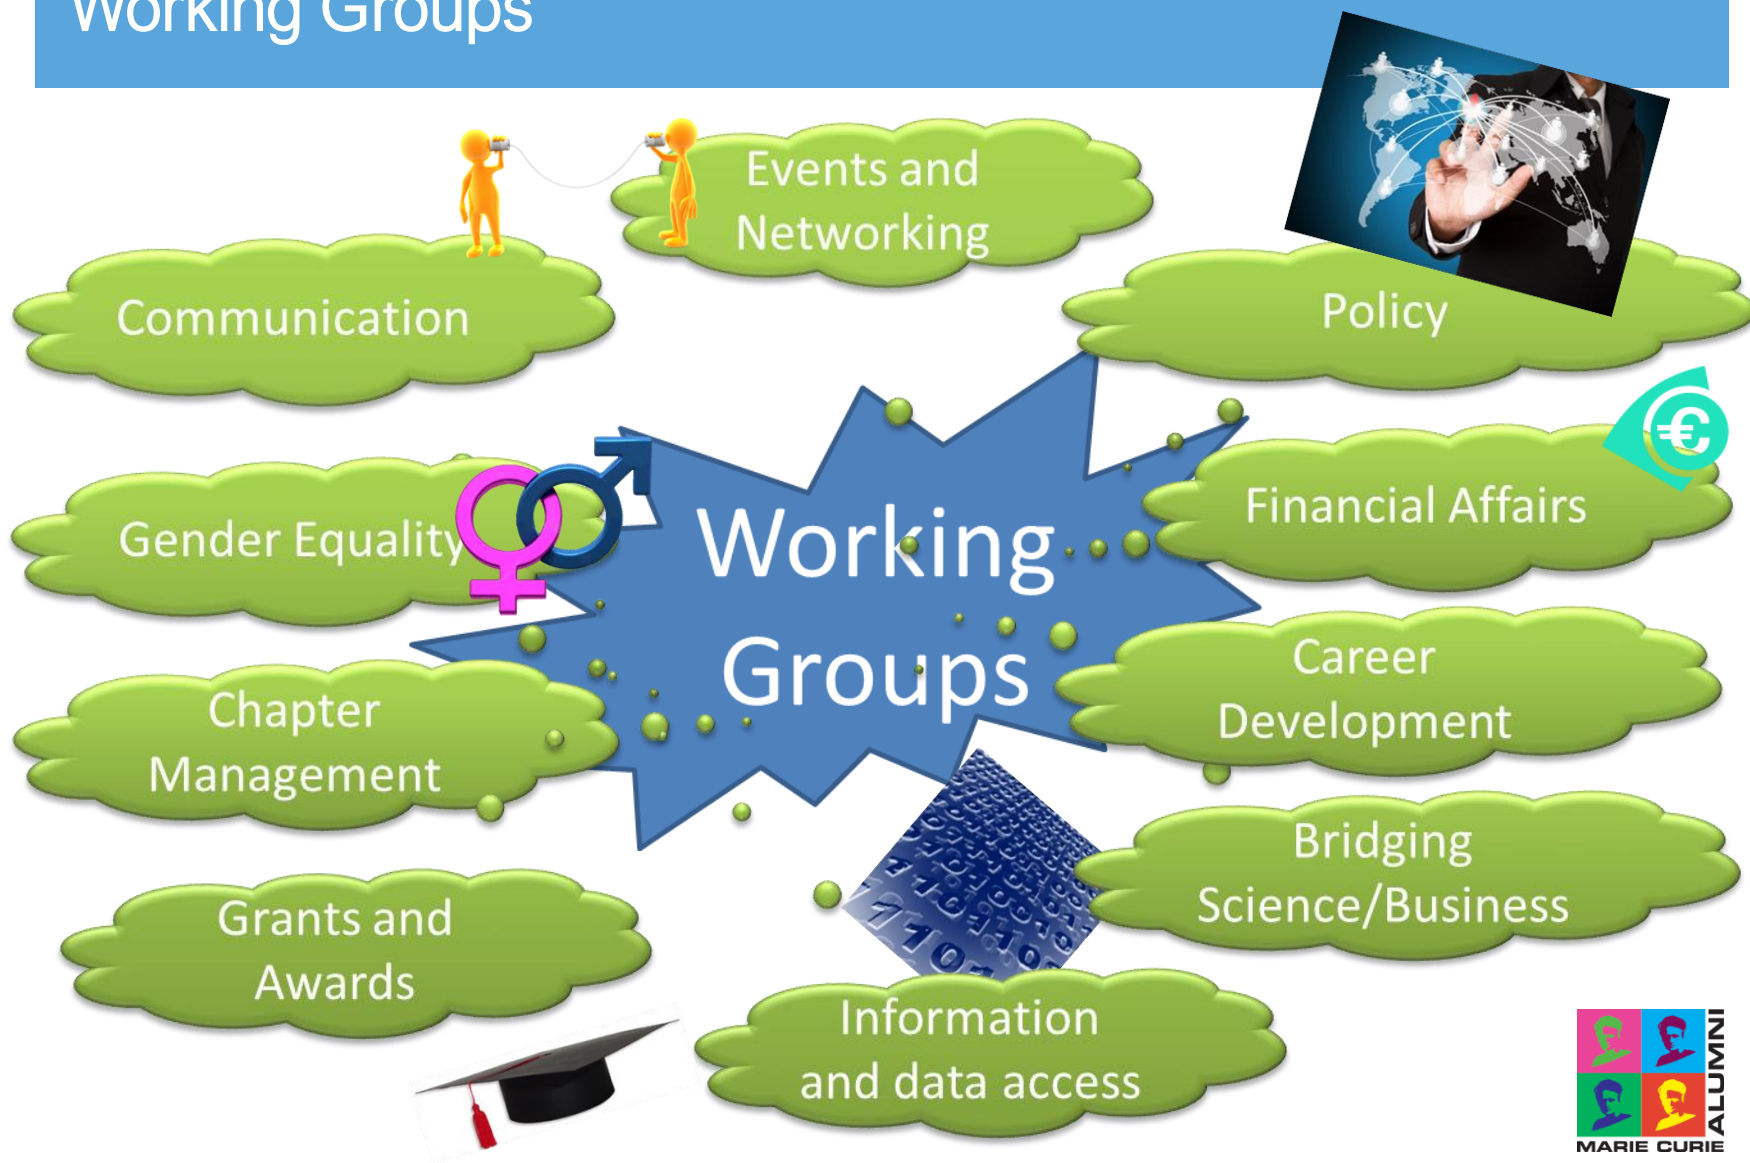 Working Groups
Events and
Networking
Communication
Policy
Gender Equality
Working
Groups
Financial Affairs
Career
Development
Chapter
Management
Bridging
Science/Business
Grants and
Awards
Information
and data access
MARIE CURIE
ALUMNI